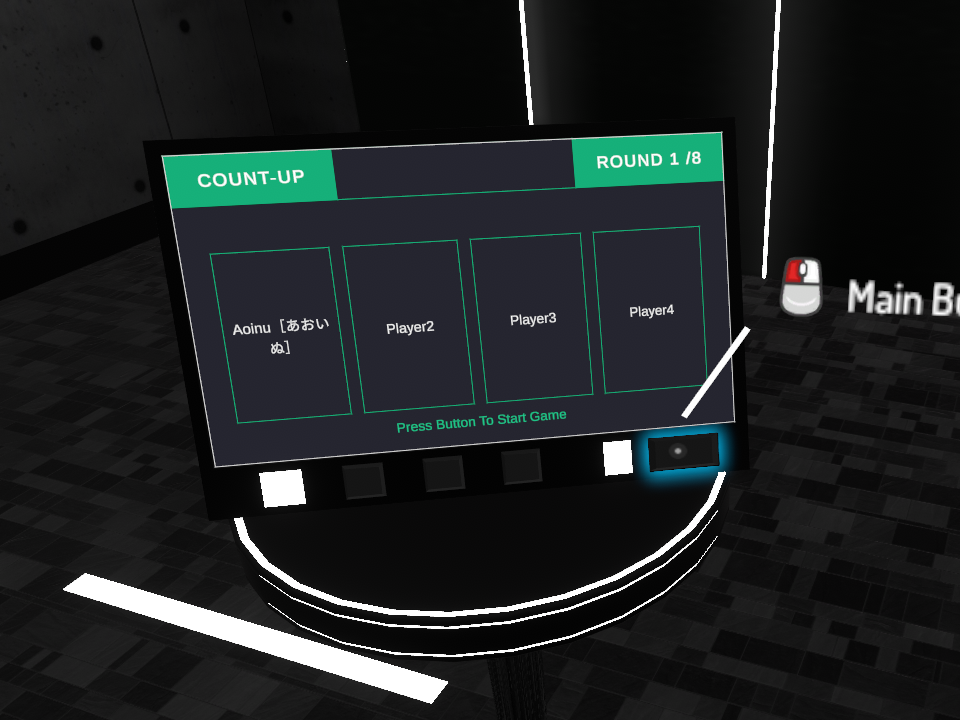 COUNT-UP
ROUND 1 /8
Aoinu［あおい
ぬ］
Player2
Player3
Player4
Press Button To Start Game
Main